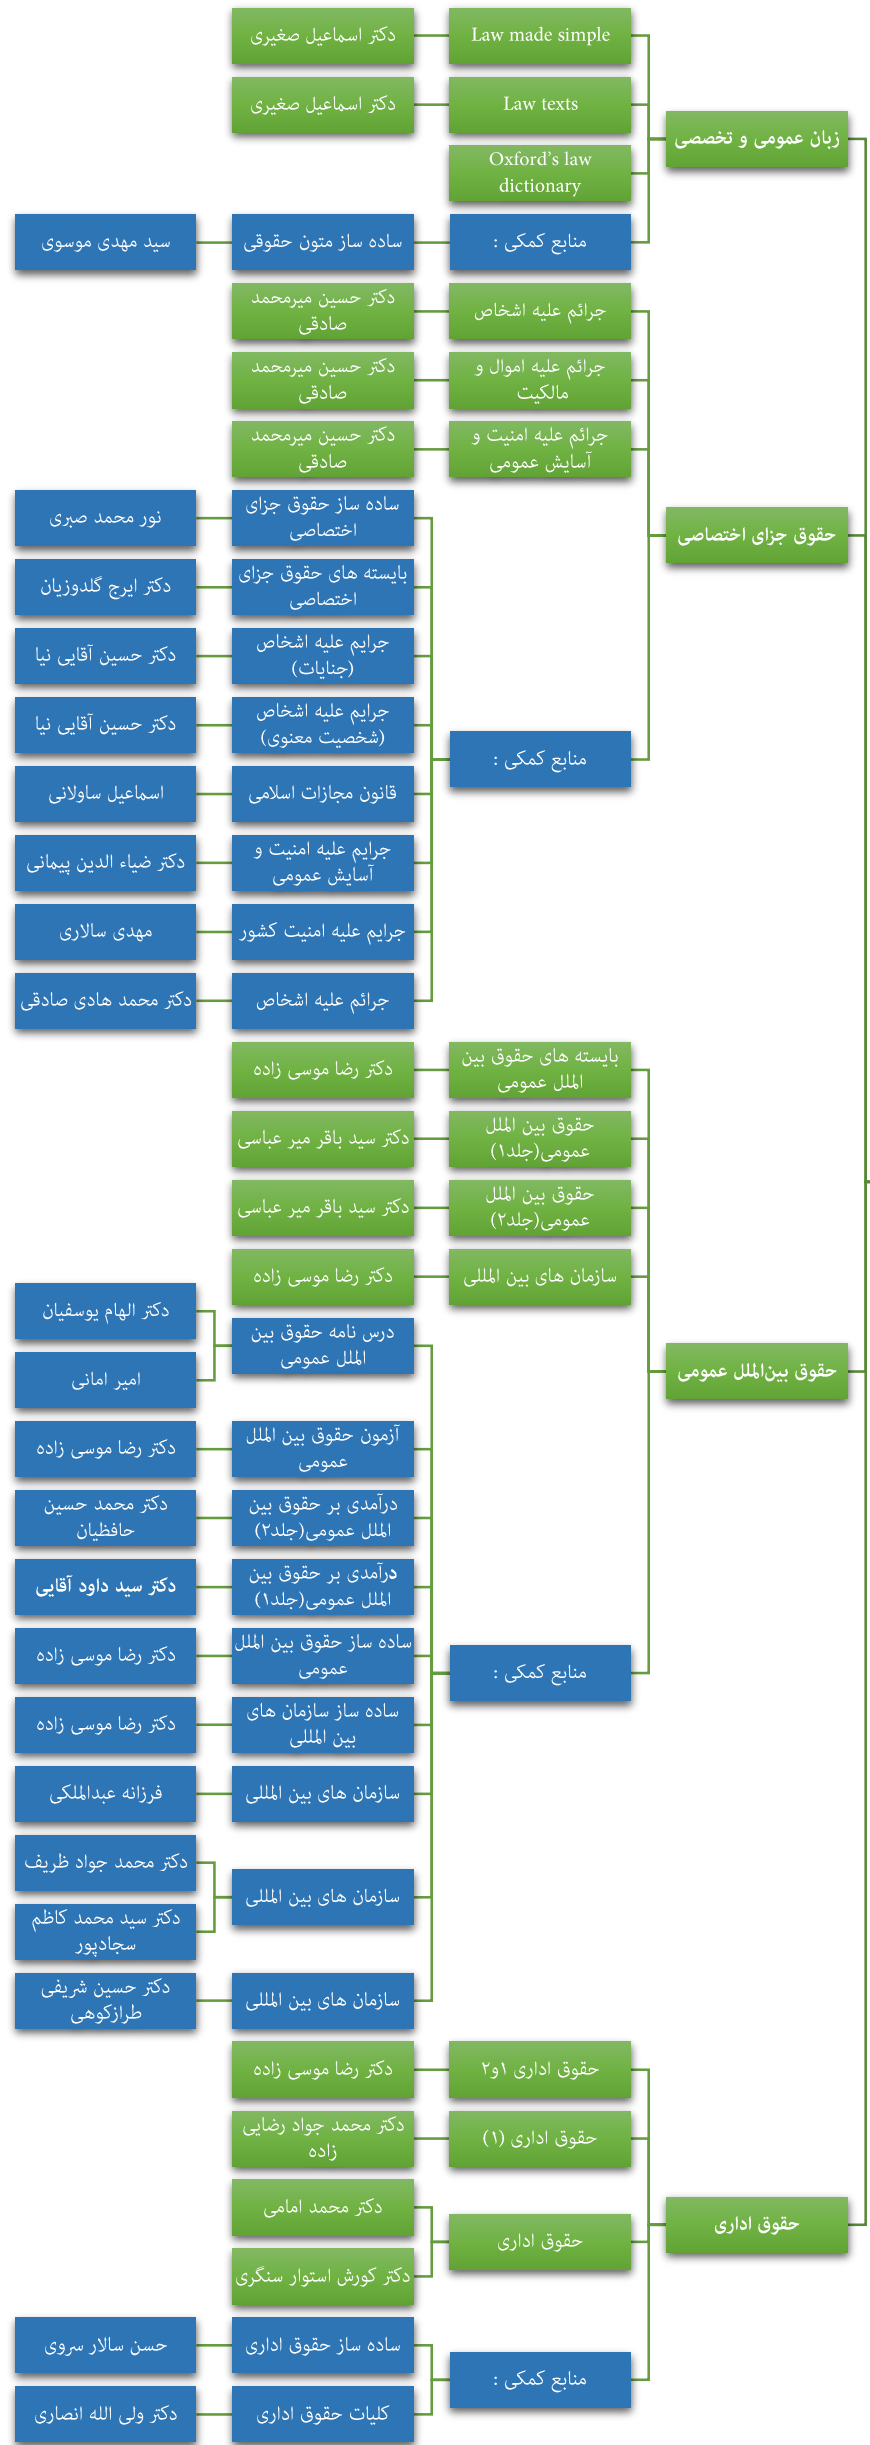 زبان عمومی و تخصصی
Law made simple
دکتر اسماعیل صغیری
Law texts
دکتر اسماعیل صغیری
Oxford's law
dictionary
منابع کمکی :
ساده ساز متون حقوقی
سید مهدی موسوی
حقوق جزای اختصاصی
جرائم علیه اشخاص
دکتر حسین میرمحمد
صادقی
جرائم علیه اموال و
مالکیت
دکتر حسین میرمحمد
صادقی
جرائم علیه امنیت و
آسایش عمومی
دکتر حسین میرمحمد
صادقی
منابع کمکی :
ساده ساز حقوق جزای
اختصاصی
نور محمد صبری
بایسته های حقوق جزای
اختصاصی
دکتر ایرج گلدوزیان
جرایم علیه اشخاص
(جنایات)
دکتر حسین آقایی نیا
جرایم علیه اشخاص
(شخصیت معنوی)
دکتر حسین آقایی نیا
قانون مجازات اسلامی
اسماعیل ساولانی
جرایم علیه امنیت و
آسایش عمومی
دکتر ضیاء الدین پیمانی
جرایم علیه امنیت کشور
مهدی سالاری
جرائم علیه اشخاص
دکتر محمد هادی صادقی
حقوق بین‌الملل عمومی
بایسته های حقوق بین
الملل عمومی
دکتر رضا موسی زاده
حقوق بین الملل
عمومی(جلد۱)
دکتر سید باقر میر عباسی
حقوق بین الملل
عمومی(جلد۲)
دکتر سید باقر میر عباسی
سازمان های بین المللی
دکتر رضا موسی زاده
منابع کمکی :
درس نامه حقوق بین
الملل عمومی
دکتر الهام یوسفیان
امیر امانی
آزمون حقوق بین الملل
عمومی
دکتر رضا موسی زاده
درآمدی بر حقوق بین
الملل عمومی(جلد۲)
دکتر محمد حسین
حافظیان
درآمدی بر حقوق بین
الملل عمومی(جلد۱)
دکتر سید داود آقایی
ساده ساز حقوق بین الملل
عمومی
دکتر رضا موسی زاده
ساده ساز سازمان های
بین المللی
دکتر رضا موسی زاده
سازمان های بین المللی
فرزانه عبدالملکی
سازمان های بین المللی
دکتر محمد جواد ظریف
دکتر سید محمد کاظم
سجادپور
سازمان های بین المللی
دکتر حسین شریفی
طرازکوهی
حقوق اداری
حقوق اداری ۱و۲
دکتر رضا موسی زاده
حقوق اداری (۱)
دکتر محمد جواد رضایی
زاده
حقوق اداری
دکتر محمد امامی
دکتر کورش استوار سنگری
منابع کمکی :
ساده ساز حقوق اداری
حسن سالار سروی
کلیات حقوق اداری
دکتر ولی الله انصاری